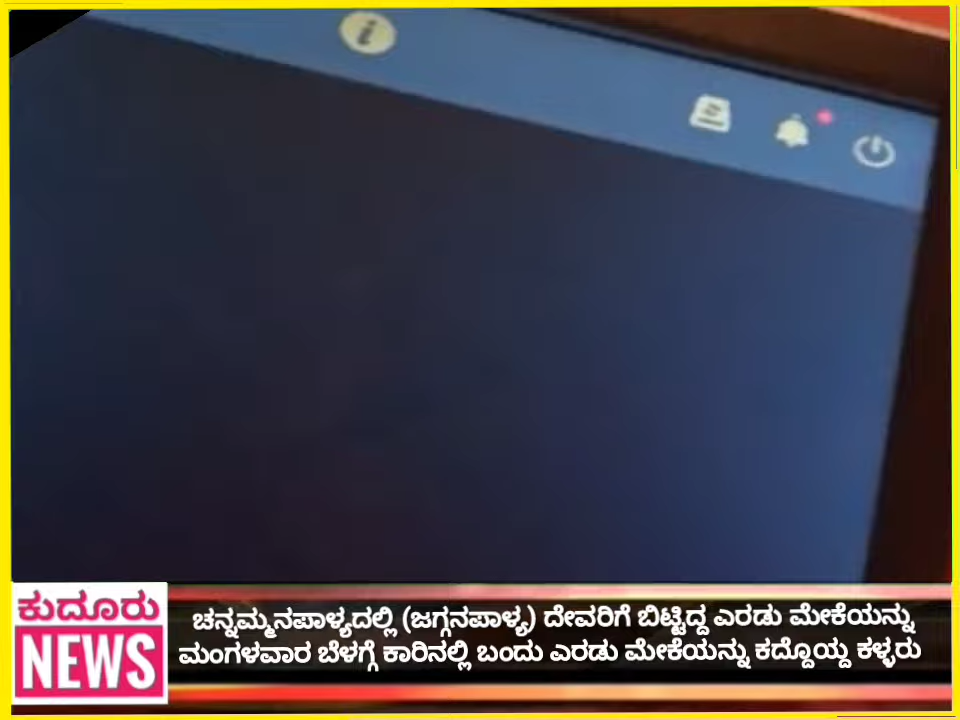 ಕುದೂರು
NEWS
ಚನ್ನಮ್ಮನಪಾಳ್ಯದಲ್ಲಿ (ಜಗ್ಗನಪಾಳ್ಯ) ದೇವರಿಗೆ ಬಿಟ್ಟಿದ್ದ ಎರಡು ಮೇಕೆಯನ್ನು
ಮಂಗಳವಾರ ಬೆಳಗ್ಗೆ ಕಾರಿನಲ್ಲಿ ಬಂದು ಎರಡು ಮೇಕೆಯನ್ನು ಕದ್ದೊಯ್ದ ಕಳ್ಳರು